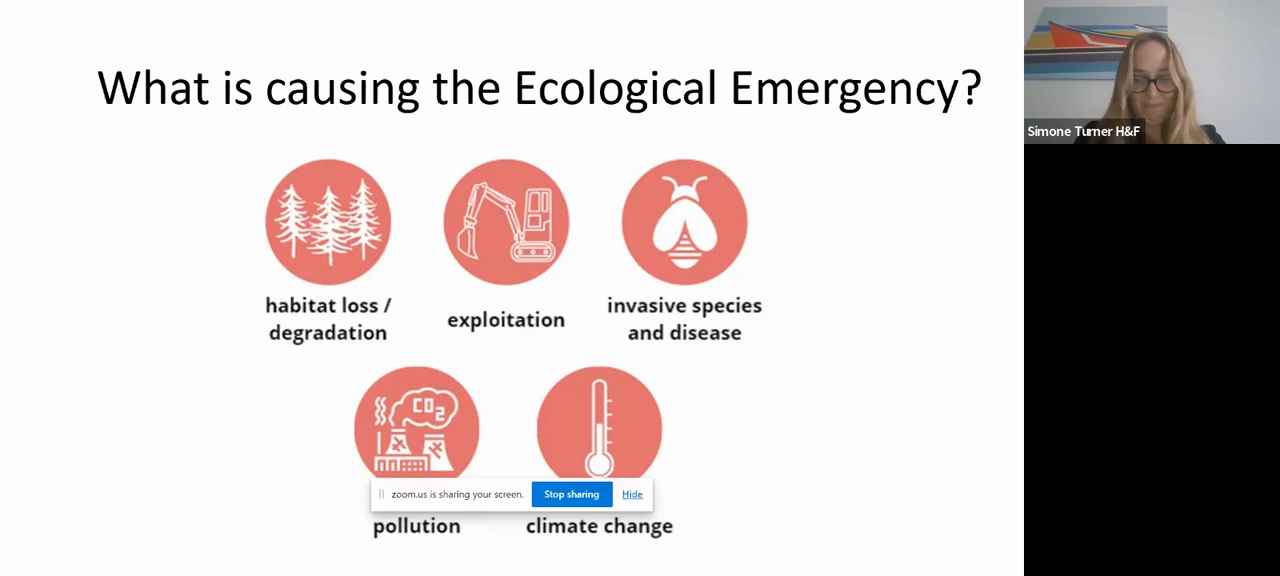 What is causing the Ecological Emergency?
Simone Turner H&F
habitat loss /
degradation
exploitation
invasive species
and disease
CO2
zoom.us is sharing your screen.
Stop sharing
Hide
pollution
climate change